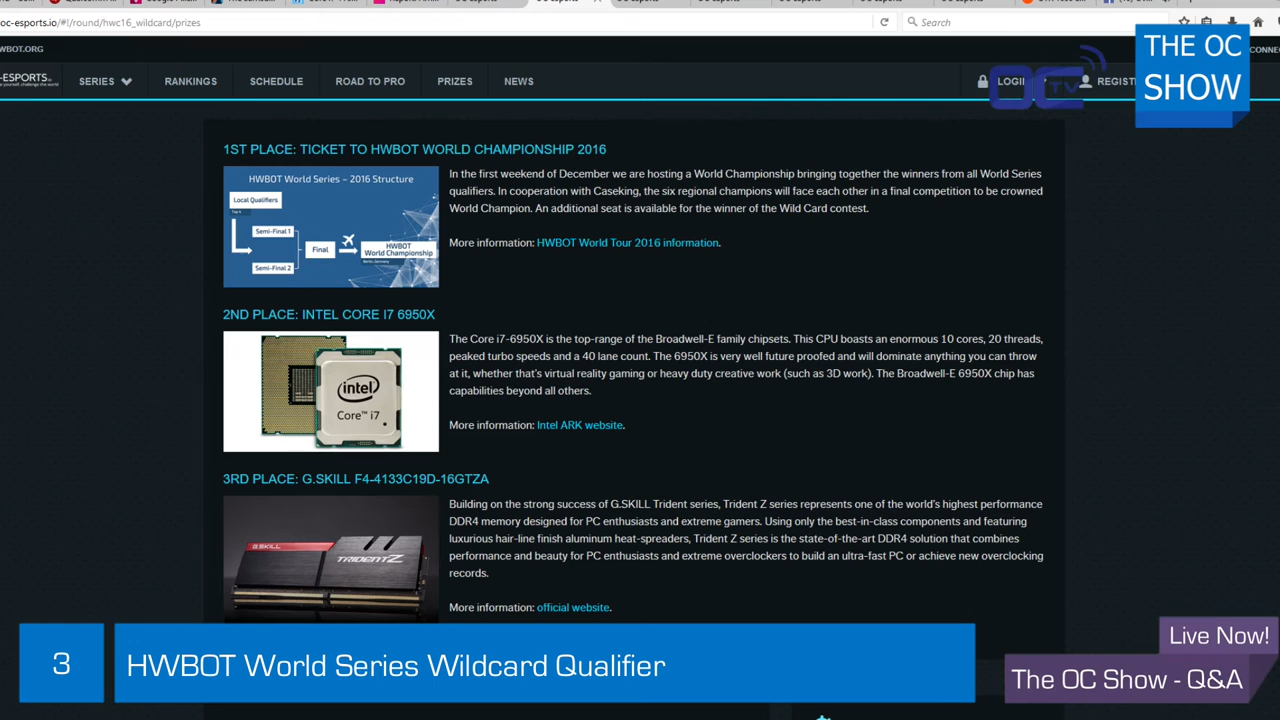 oc-esports.io/#!/round/hwc16_wildcard/prizes
Search
WBOT.ORG
CONNE
-ESPORTS
SERIES
RANKINGS
SCHEDULE
ROAD TO PRO
PRIZES
NEWS
LOGIN
REGIST
OC TV
THE OC
SHOW
1ST PLACE: TICKET TO HWBOT WORLD CHAMPIONSHIP 2016
HWBOT World Series – 2016 Structure
Local Qualifiers
Top 4
Semi-Final 1
Semi-Final 2
Final
HWBOT
World Championship
Berlin, Germany
In the first weekend of December we are hosting a World Championship bringing together the winners from all World Series
qualifiers. In cooperation with Caseking, the six regional champions will face each other in a final competition to be crowned
World Champion. An additional seat is available for the winner of the Wild Card contest.
More information: HWBOT World Tour 2016 information.
2ND PLACE: INTEL CORE I7 6950X
intel
Core™ i7
The Core i7-6950X is the top-range of the Broadwell-E family chipsets. This CPU boasts an enormous 10 cores, 20 threads,
peaked turbo speeds and a 40 lane count. The 6950X is very well future proofed and will dominate anything you can throw
at it, whether that's virtual reality gaming or heavy duty creative work (such as 3D work). The Broadwell-E 6950X chip has
capabilities beyond all others.
More information: Intel ARK website.
3RD PLACE: G.SKILL F4-4133C19D-16GTZA
G.SKILL
TRIDENT Z
Building on the strong success of G.SKILL Trident series, Trident Z series represents one of the world's highest performance
DDR4 memory designed for PC enthusiasts and extreme gamers. Using only the best-in-class components and featuring
luxurious hair-line finish aluminum heat-spreaders, Trident Z series is the state-of-the-art DDR4 solution that combines
performance and beauty for PC enthusiasts and extreme overclockers to build an ultra-fast PC or achieve new overclocking
records.
More information: official website.
3
HWBOT World Series Wildcard Qualifier
Live Now!
The OC Show - Q&A